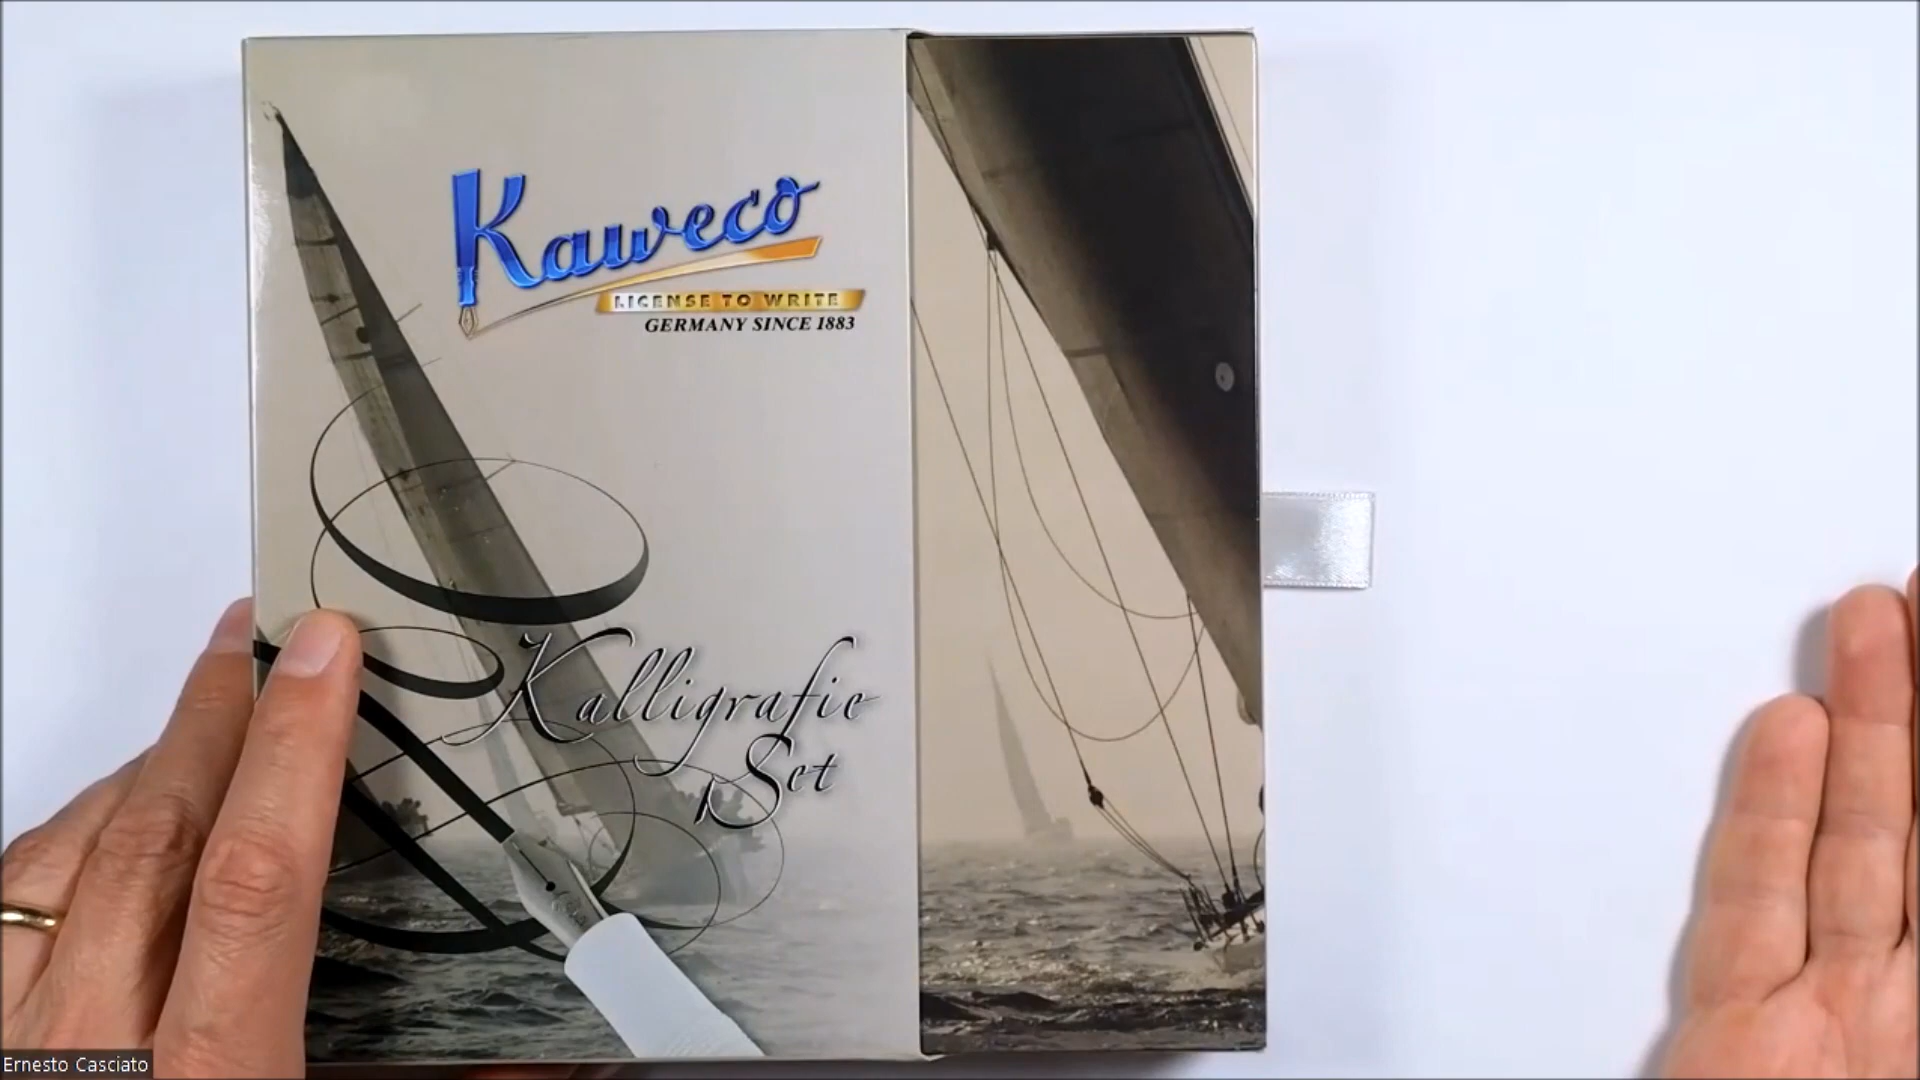 Kaweco
LICENSE TO WRITE
GERMANY SINCE 1883
Kalligrafie
Set
Ernesto Casciato